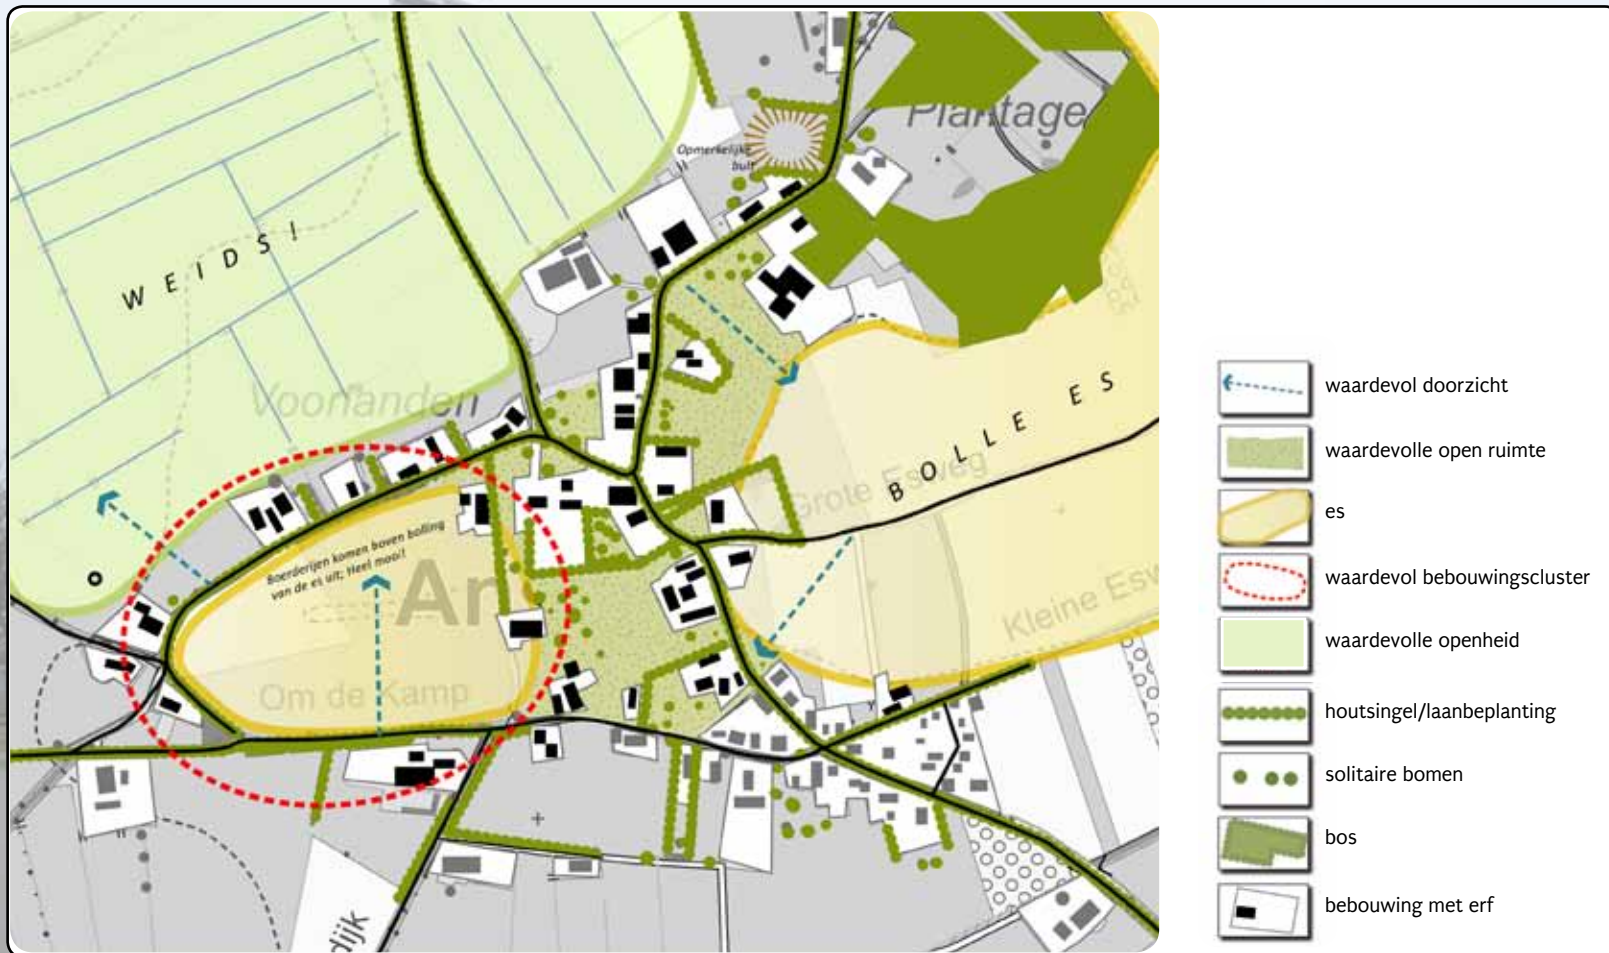 Plantage
Opmerkelijke
bult
WEIDS!
Voorlanden
BOLLE ES
Grote Esweg
Boerderijen komen boven bolling
van de es uit; Heel mooi!
An
Kleine Esw
Om de Kamp
dijk
waardevol doorzicht
waardevolle open ruimte
es
waardevol bebouwingscluster
waardevolle openheid
houtsingel/laanbeplanting
solitaire bomen
bos
bebouwing met erf